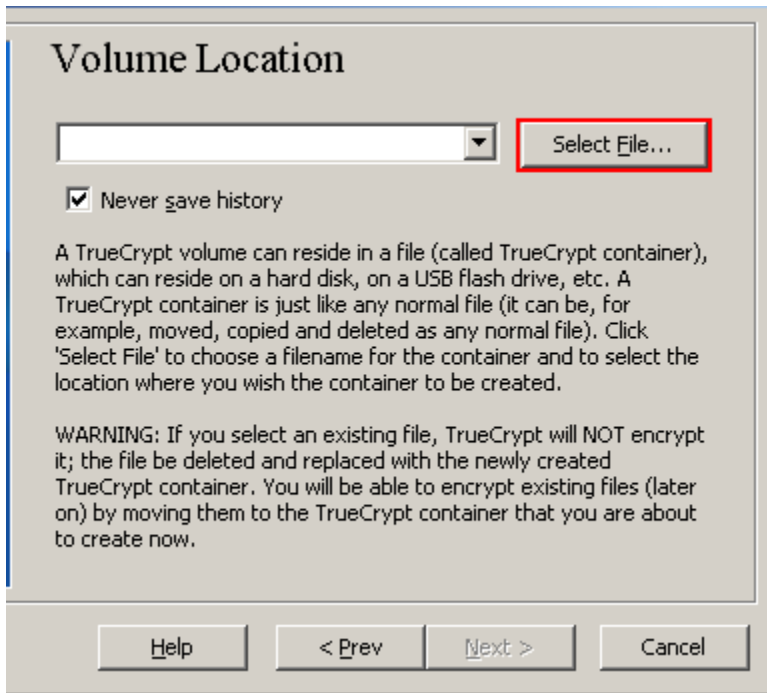 Volume Location
Select File...
Never save history
A TrueCrypt volume can reside in a file (called TrueCrypt container),
which can reside on a hard disk, on a USB flash drive, etc. A
TrueCrypt container is just like any normal file (it can be, for
example, moved, copied and deleted as any normal file). Click
'Select File' to choose a filename for the container and to select the
location where you wish the container to be created.
WARNING: If you select an existing file, TrueCrypt will NOT encrypt
it; the file be deleted and replaced with the newly created
TrueCrypt container. You will be able to encrypt existing files (later
on) by moving them to the TrueCrypt container that you are about
to create now.
Help
< Prev
Next >
Cancel